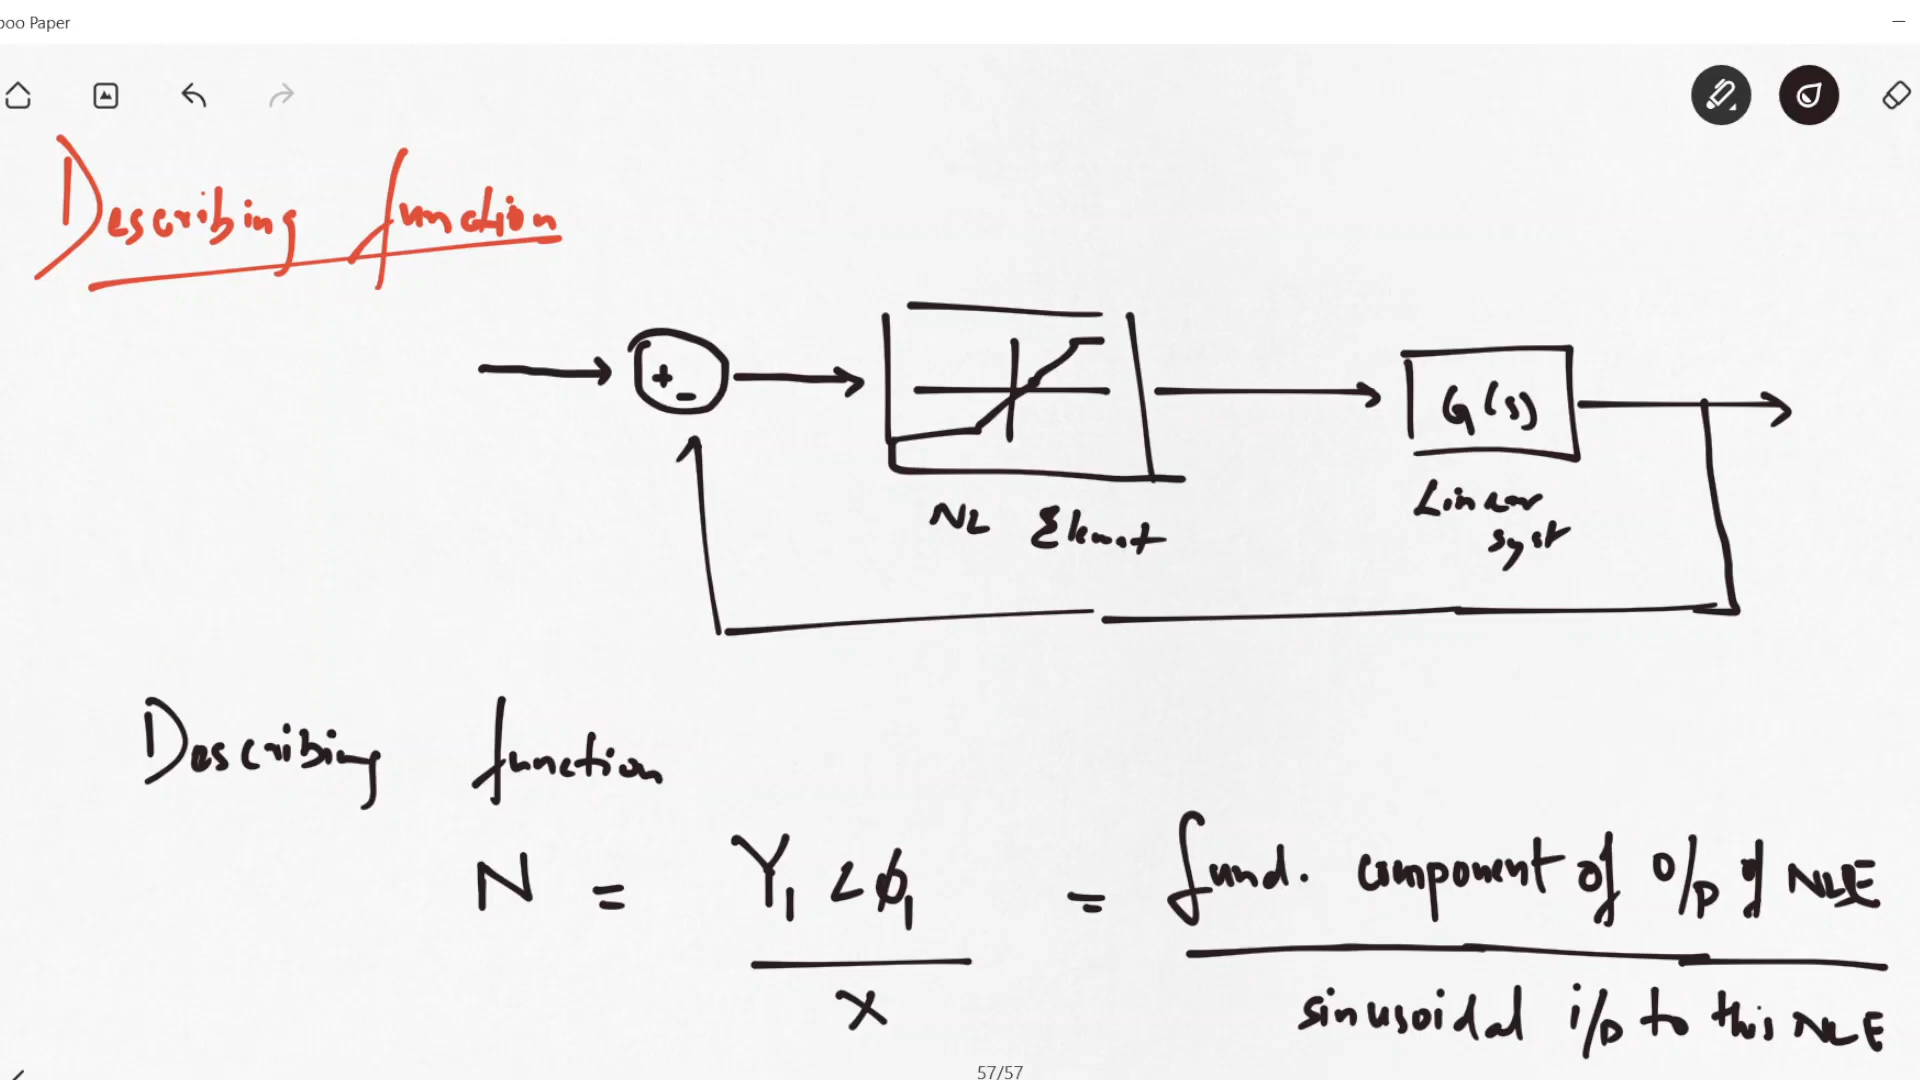 boo Paper
Describing function
+
-
G(s)
NL Element
Linear
syst
Describing function
N = Y₁ ∠ϕ₁ / X = fund. component of o/p of NLE / sinusoidal i/p to this NLE
57/57